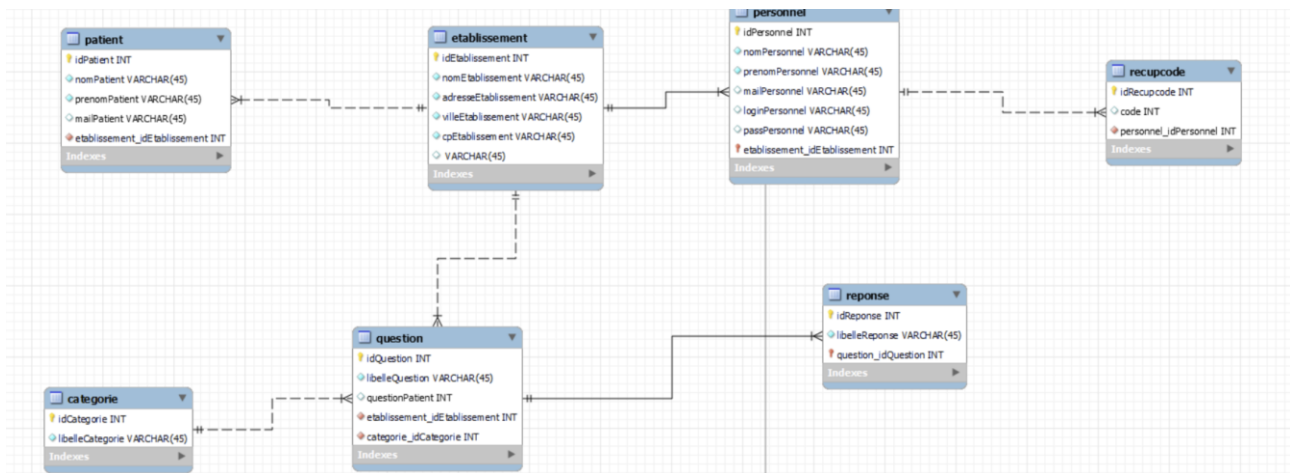 patient
idPatient INT
nomPatient VARCHAR(45)
prenomPatient VARCHAR(45)
mailPatient VARCHAR(45)
etablissement_idEtablissement INT
Indexes
etablissement
idEtablissement INT
nomEtablissement VARCHAR(45)
adresseEtablissement VARCHAR(45)
villeEtablissement VARCHAR(45)
cpEtablissement VARCHAR(45)
VARCHAR(45)
Indexes
personnel
idPersonnel INT
nomPersonnel VARCHAR(45)
prenomPersonnel VARCHAR(45)
mailPersonnel VARCHAR(45)
loginPersonnel VARCHAR(45)
passPersonnel VARCHAR(45)
etablissement_idEtablissement INT
Indexes
recupcode
idRecupcode INT
code INT
personnel_idPersonnel INT
Indexes
question
idQuestion INT
libelleQuestion VARCHAR(45)
questionPatient INT
etablissement_idEtablissement INT
categorie_idCategorie INT
Indexes
reponse
idReponse INT
libelleReponse VARCHAR(45)
question_idQuestion INT
Indexes
categorie
idCategorie INT
libelleCategorie VARCHAR(45)
Indexes